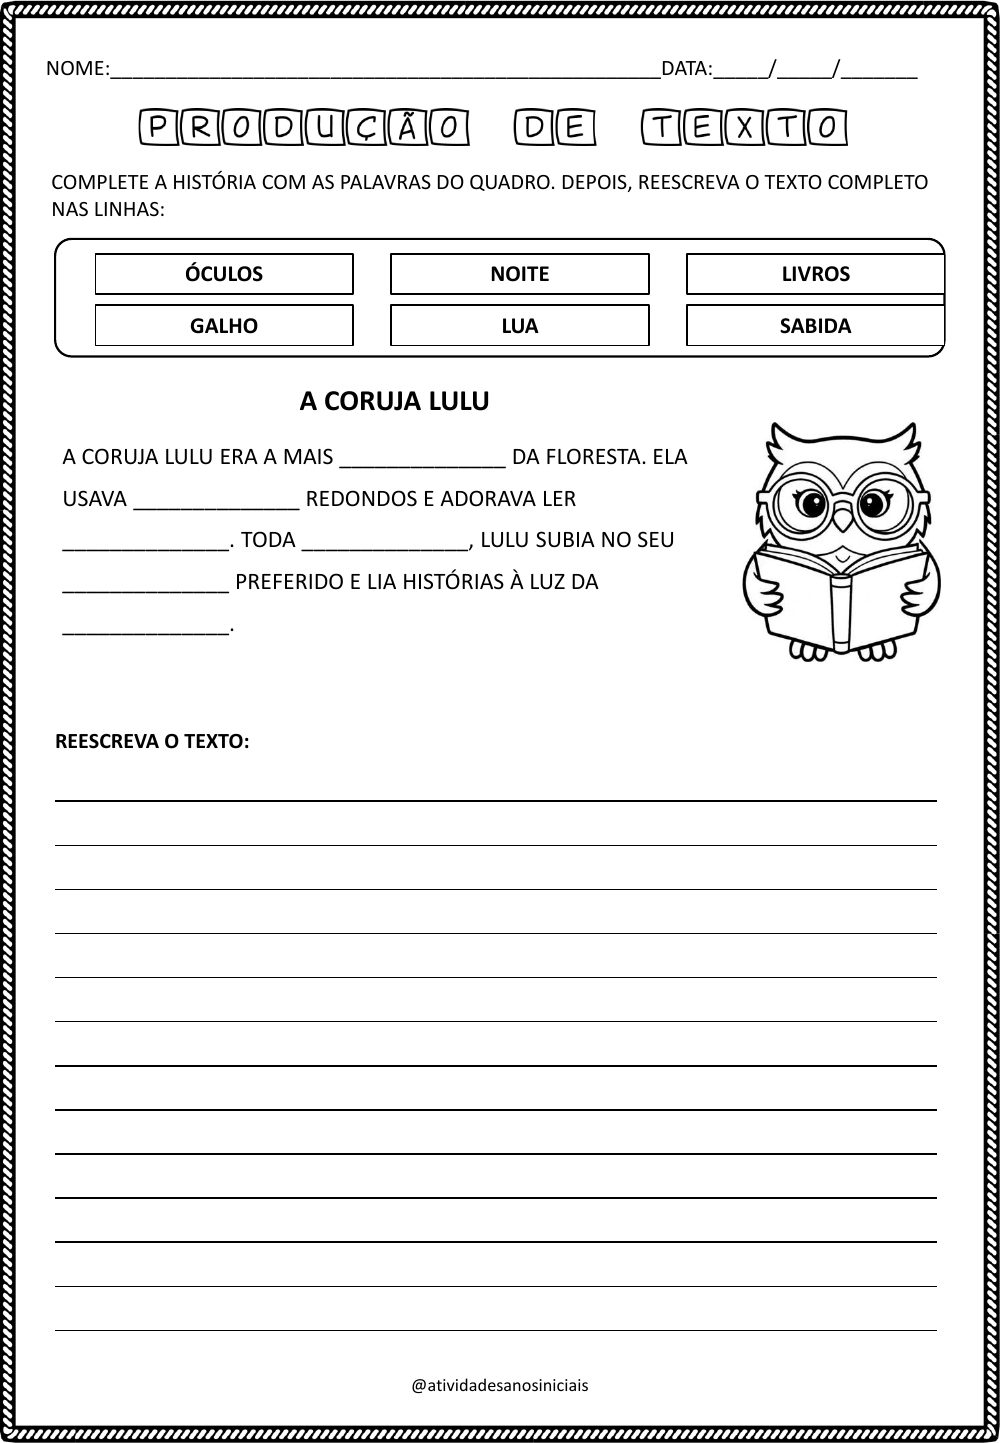 NOME:__________________________________________________DATA:_____/_____/_______
PRODUÇÃO DE TEXTO
COMPLETE A HISTÓRIA COM AS PALAVRAS DO QUADRO. DEPOIS, REESCREVA O TEXTO COMPLETO
NAS LINHAS:
ÓCULOS NOITE LIVROS
GALHO LUA SABIDA
A CORUJA LULU
A CORUJA LULU ERA A MAIS ______________ DA FLORESTA. ELA
USAVA ______________ REDONDOS E ADORAVA LER
______________. TODA ______________, LULU SUBIA NO SEU
______________ PREFERIDO E LIA HISTÓRIAS À LUZ DA
______________.
REESCREVA O TEXTO:
@atividadesanosiniciais